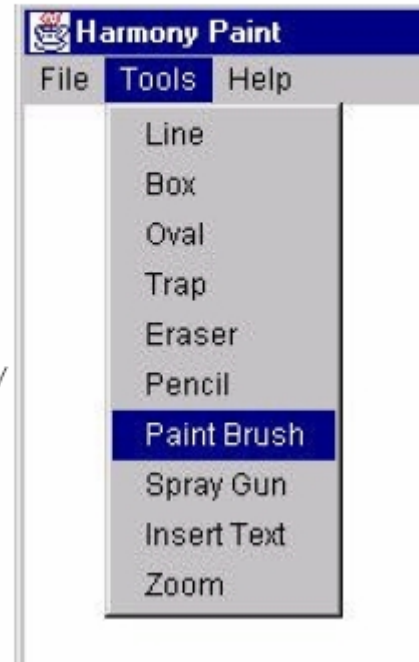 Harmony Paint
File Tools Help
Line
Box
Oval
Trap
Eraser
Pencil
Paint Brush
Spray Gun
Insert Text
Zoom